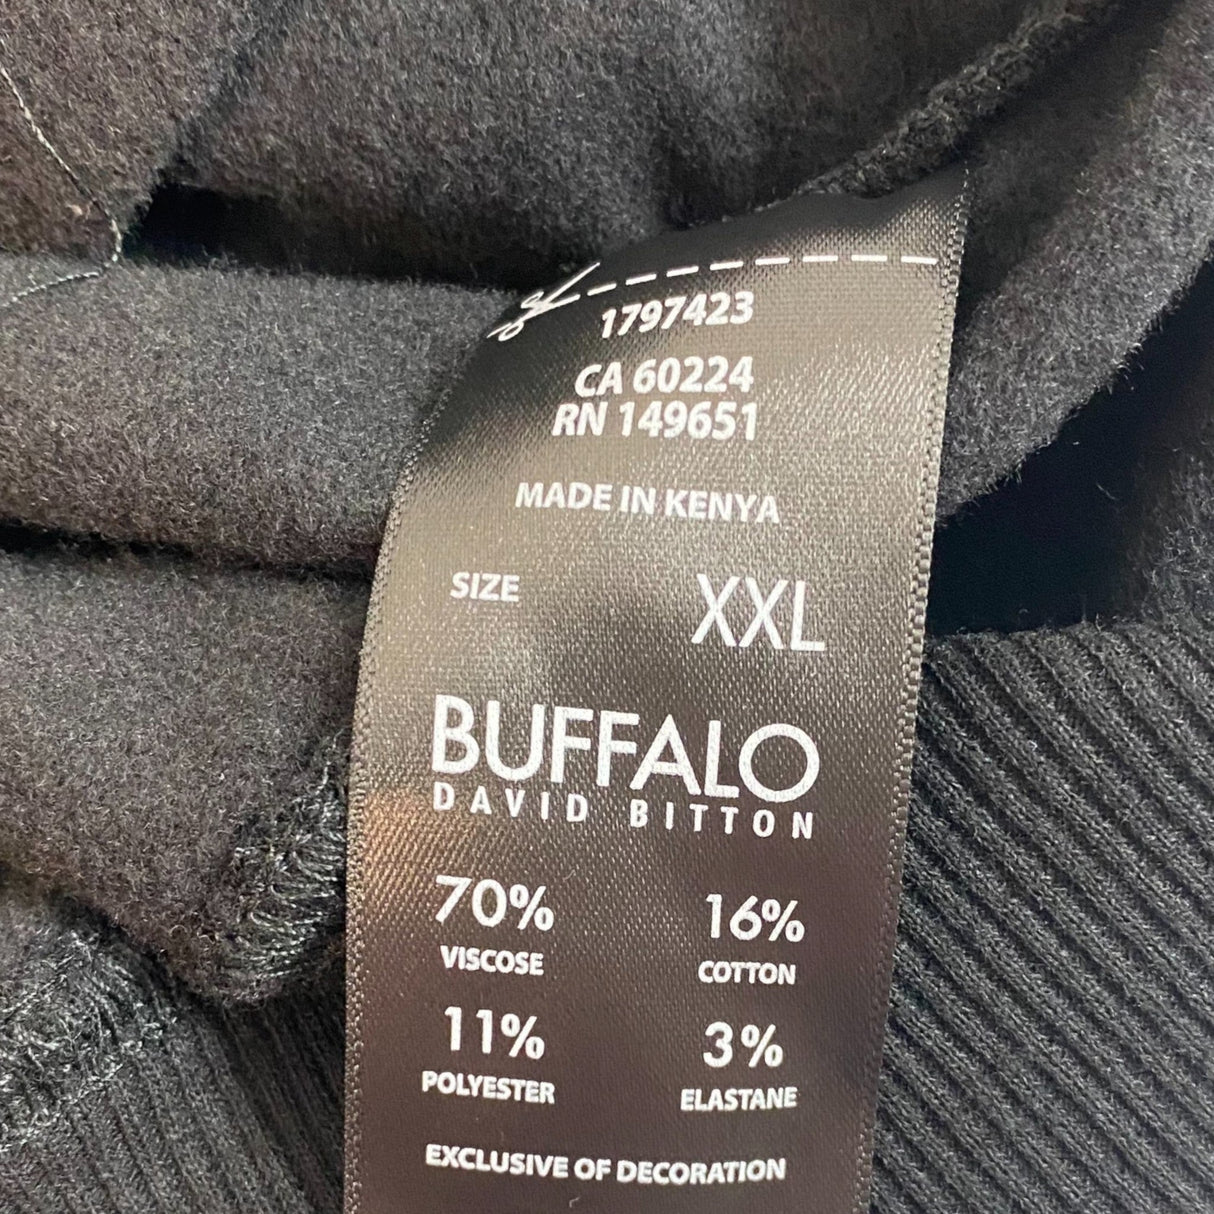 1797423
CA 60224
RN 149651
MADE IN KENYA
SIZE XXL
BUFFALO
DAVID BITTON
70% 16%
VISCOSE COTTON
11% 3%
POLYESTER ELASTANE
EXCLUSIVE OF DECORATION